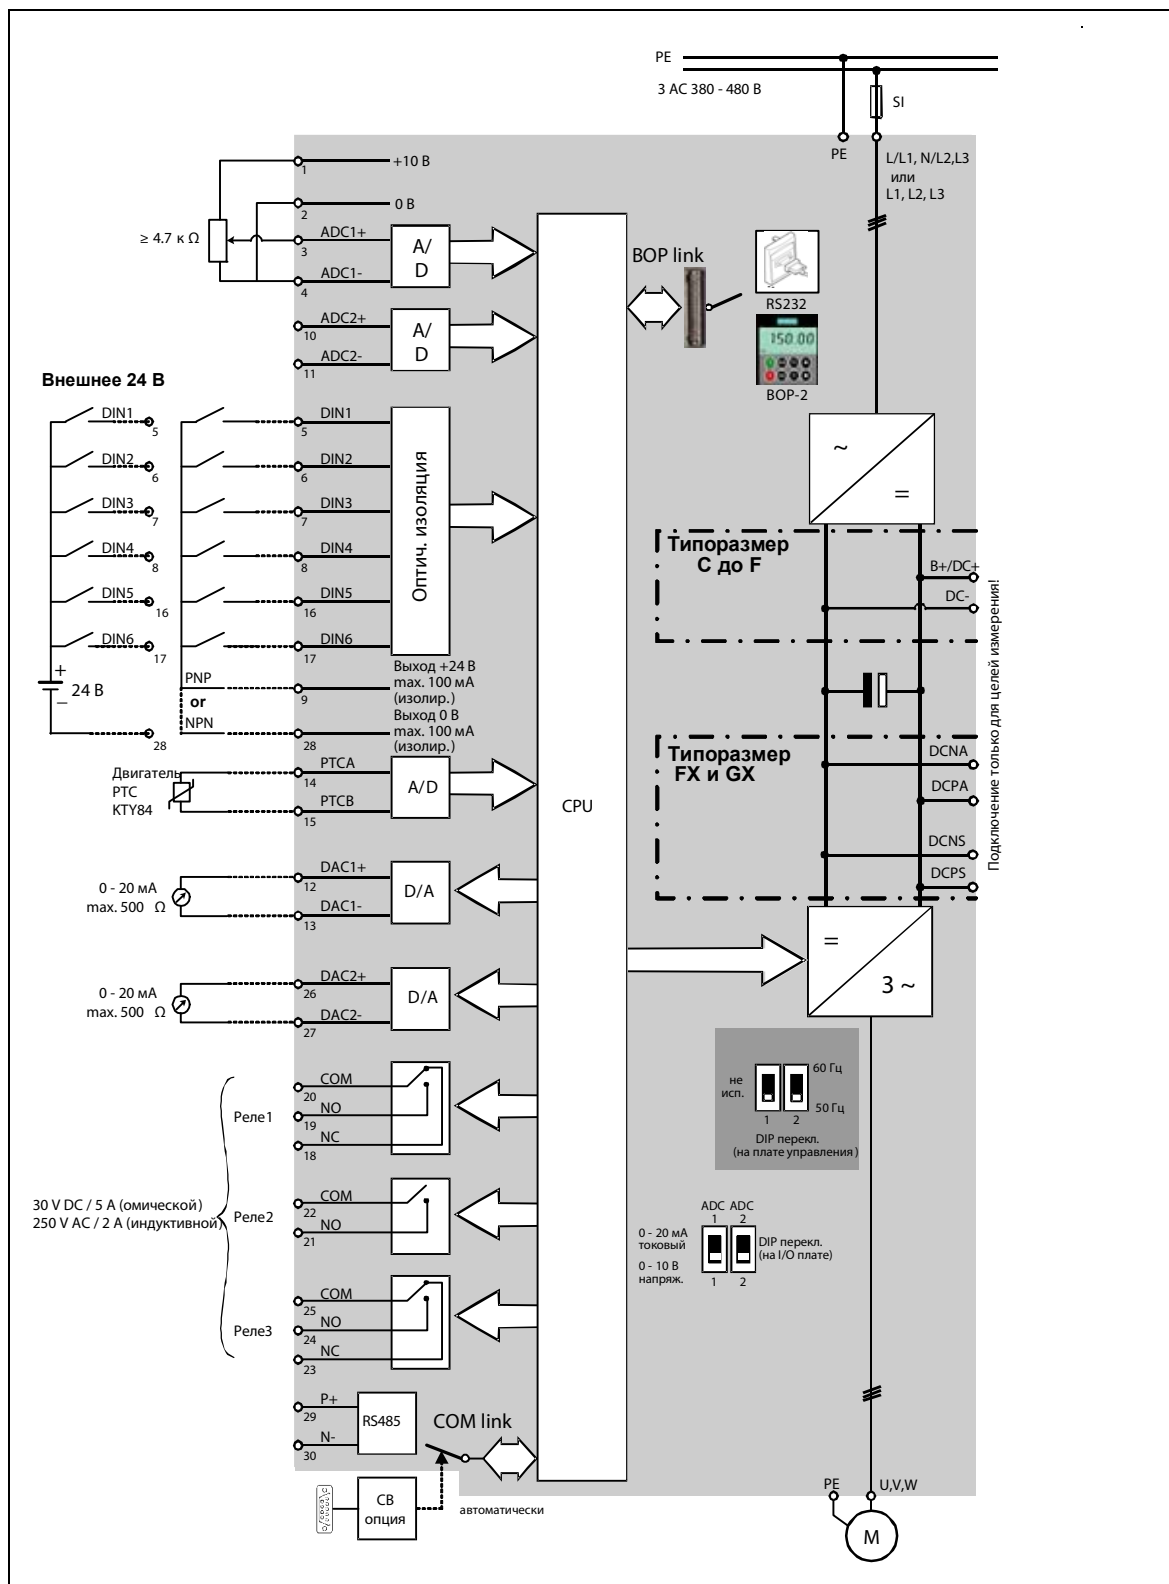 PE
3 AC 380 - 480 В
SI
PE
L/L1, N/L2,L3
или
L1, L2, L3
1
+10 В
2
0 В
≥ 4.7 к Ω
ADC1+
3
A/
D
ADC1-
4
ADC2+
10
A/
D
ADC2-
11
BOP link
RS232
150.00
BOP-2
Внешнее 24 В
DIN1
5
DIN1
5
DIN2
6
DIN2
6
DIN3
7
DIN3
7
DIN4
8
DIN4
8
DIN5
16
DIN5
16
DIN6
17
DIN6
17
Оптич. изоляция
~
=
Типоразмер
C до F
B+/DC+
DC-
Подключение только для целей измерения!
+
24 В
–
PNP
or
NPN
9
28
28
Выход +24 В
max. 100 мА
(изолир.)
Выход 0 В
max. 100 мА
(изолир.)
Типоразмер
FX и GX
DCNA
DCPA
DCNS
DCPS
Двигатель
PTC
KTY84
PTCA
14
PTCB
15
A/D
CPU
0 - 20 мА
max. 500 Ω
DAC1+
12
DAC1-
13
D/A
=
3 ~
0 - 20 мА
max. 500 Ω
DAC2+
26
DAC2-
27
D/A
не
исп.
60 Гц
50 Гц
1 2
DIP перекл.
(на плате управления)
Реле1
COM
20
NO
19
NC
18
30 V DC / 5 A (омической)
250 V AC / 2 A (индуктивной)
Реле2
COM
22
NO
21
ADC ADC
1 2
0 - 20 мА
токовый
0 - 10 В
напряж.
DIP перекл.
(на I/O плате)
1 2
Реле3
COM
25
NO
24
NC
23
P+
29
N-
30
RS485
COM link
CB
опция
автоматически
PE
U,V,W
M